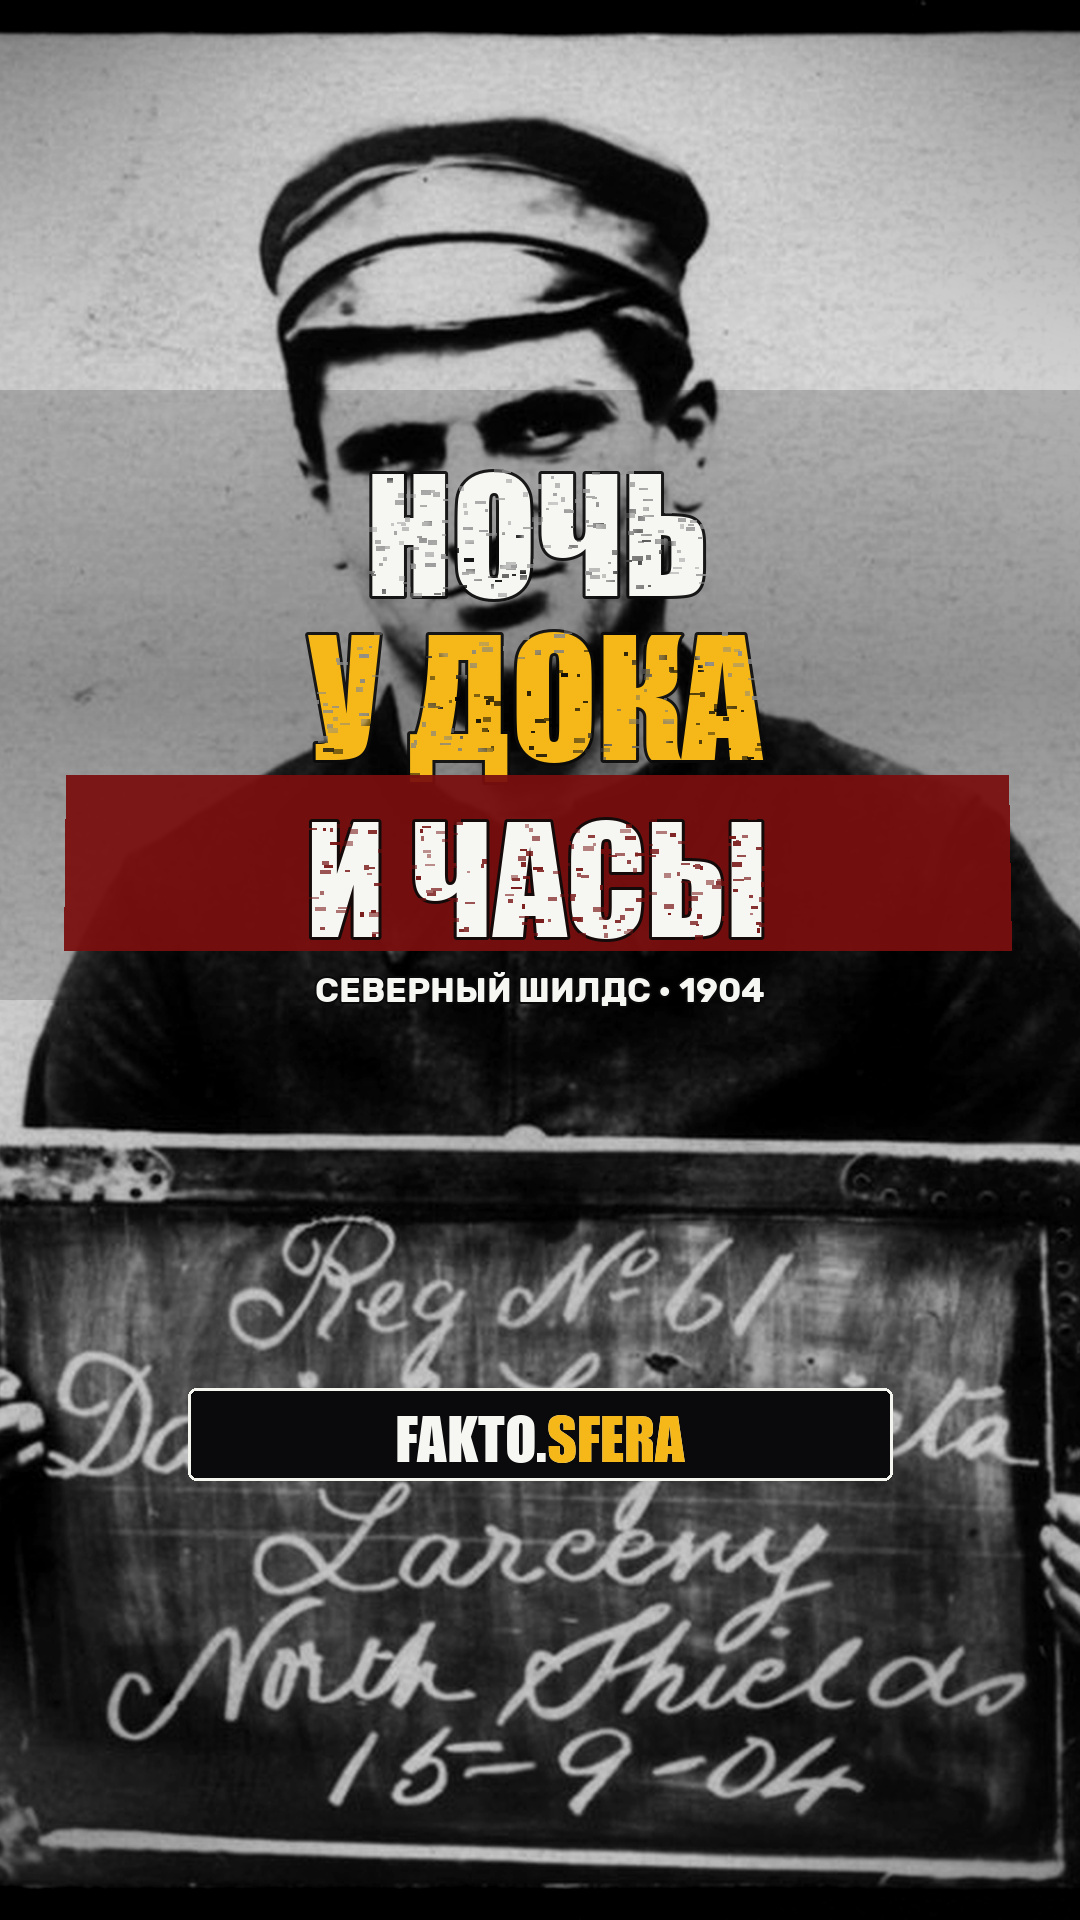 НОЧЬ
У ДОКА
И ЧАСЫ
СЕВЕРНЫЙ ШИЛДС • 1904
Reg Nº 61
FAKTO.SFERA
Larceny
North Shields
15-9-04